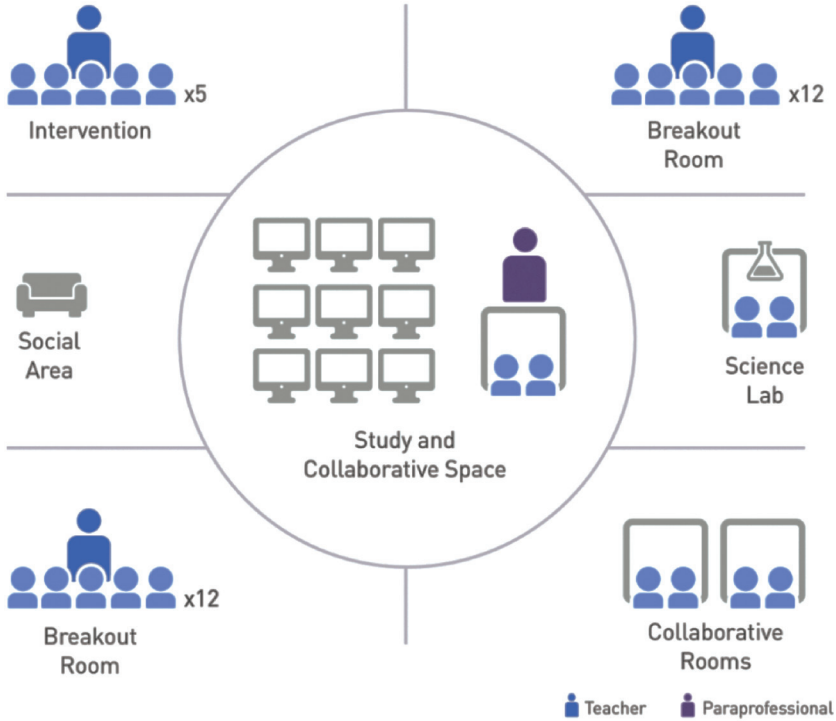 x5
Intervention
x12
Breakout
Room
Social
Area
Study and
Collaborative Space
Science
Lab
x12
Breakout
Room
Collaborative
Rooms
Teacher
Paraprofessional